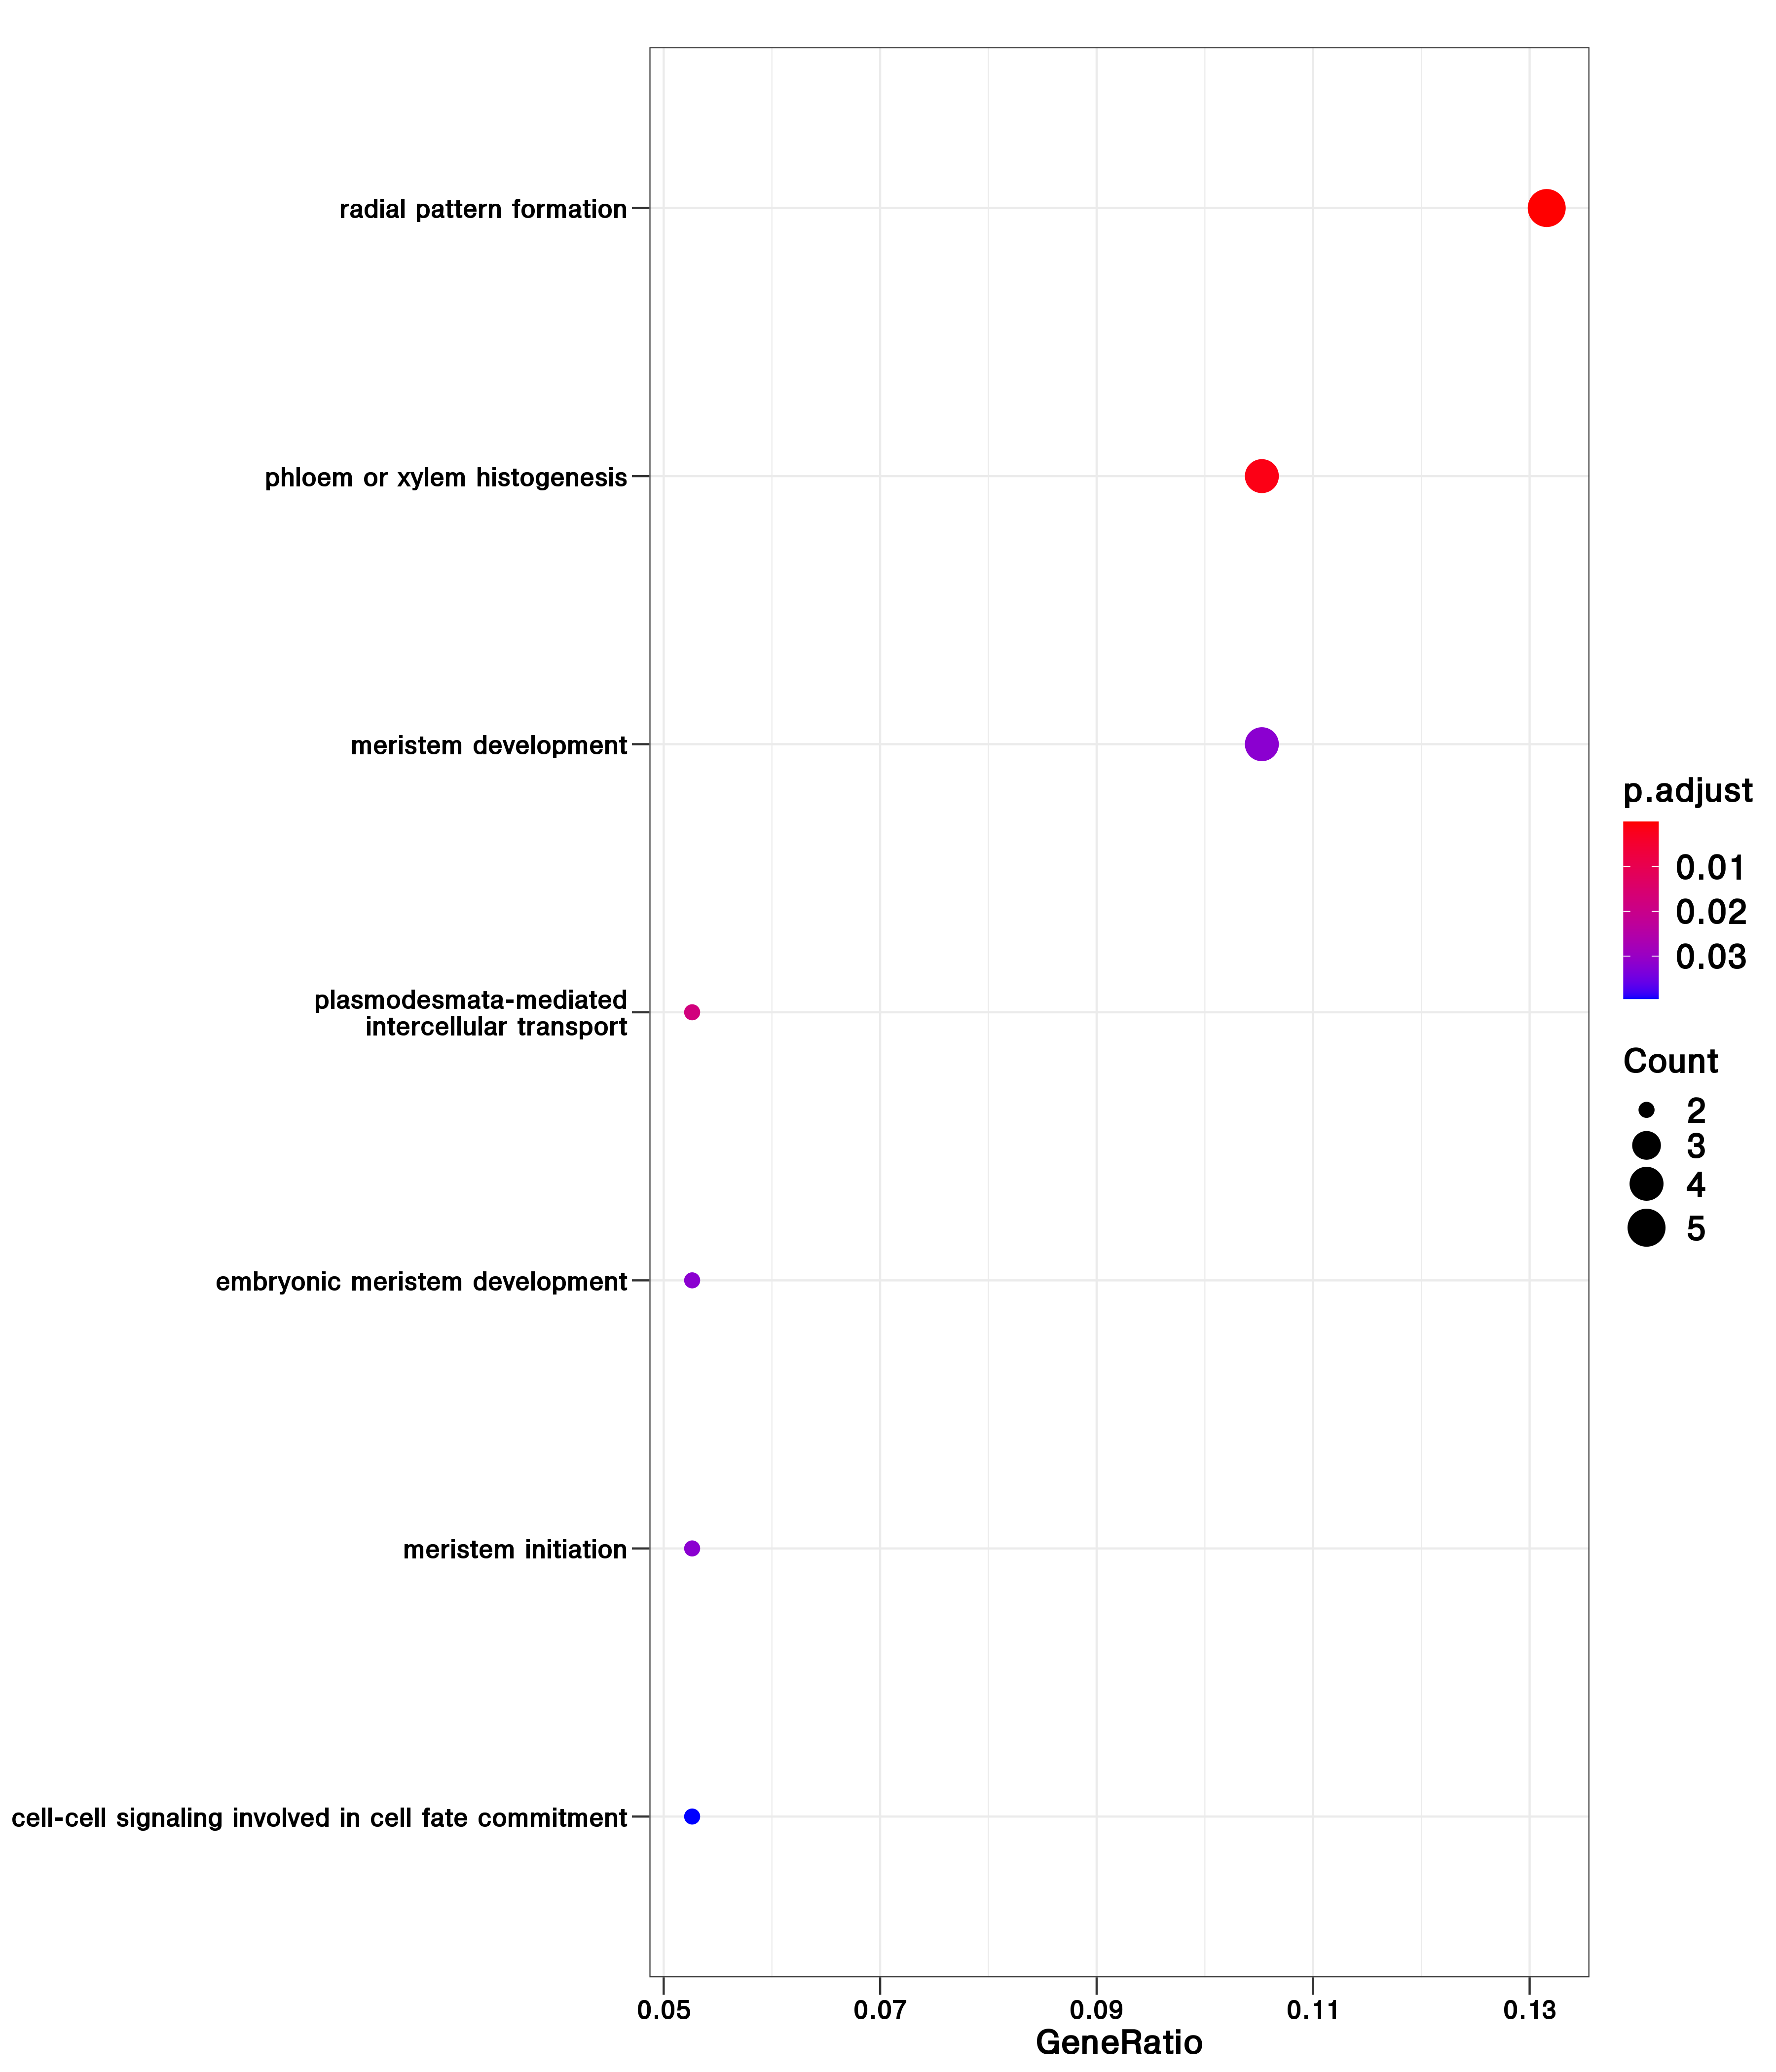 radial pattern formation
phloem or xylem histogenesis
meristem development
plasmodesmata-mediated
intercellular transport
embryonic meristem development
meristem initiation
cell-cell signaling involved in cell fate commitment
0.05 0.07 0.09 0.11 0.13
GeneRatio
p.adjust
0.01
0.02
0.03
Count
2
3
4
5